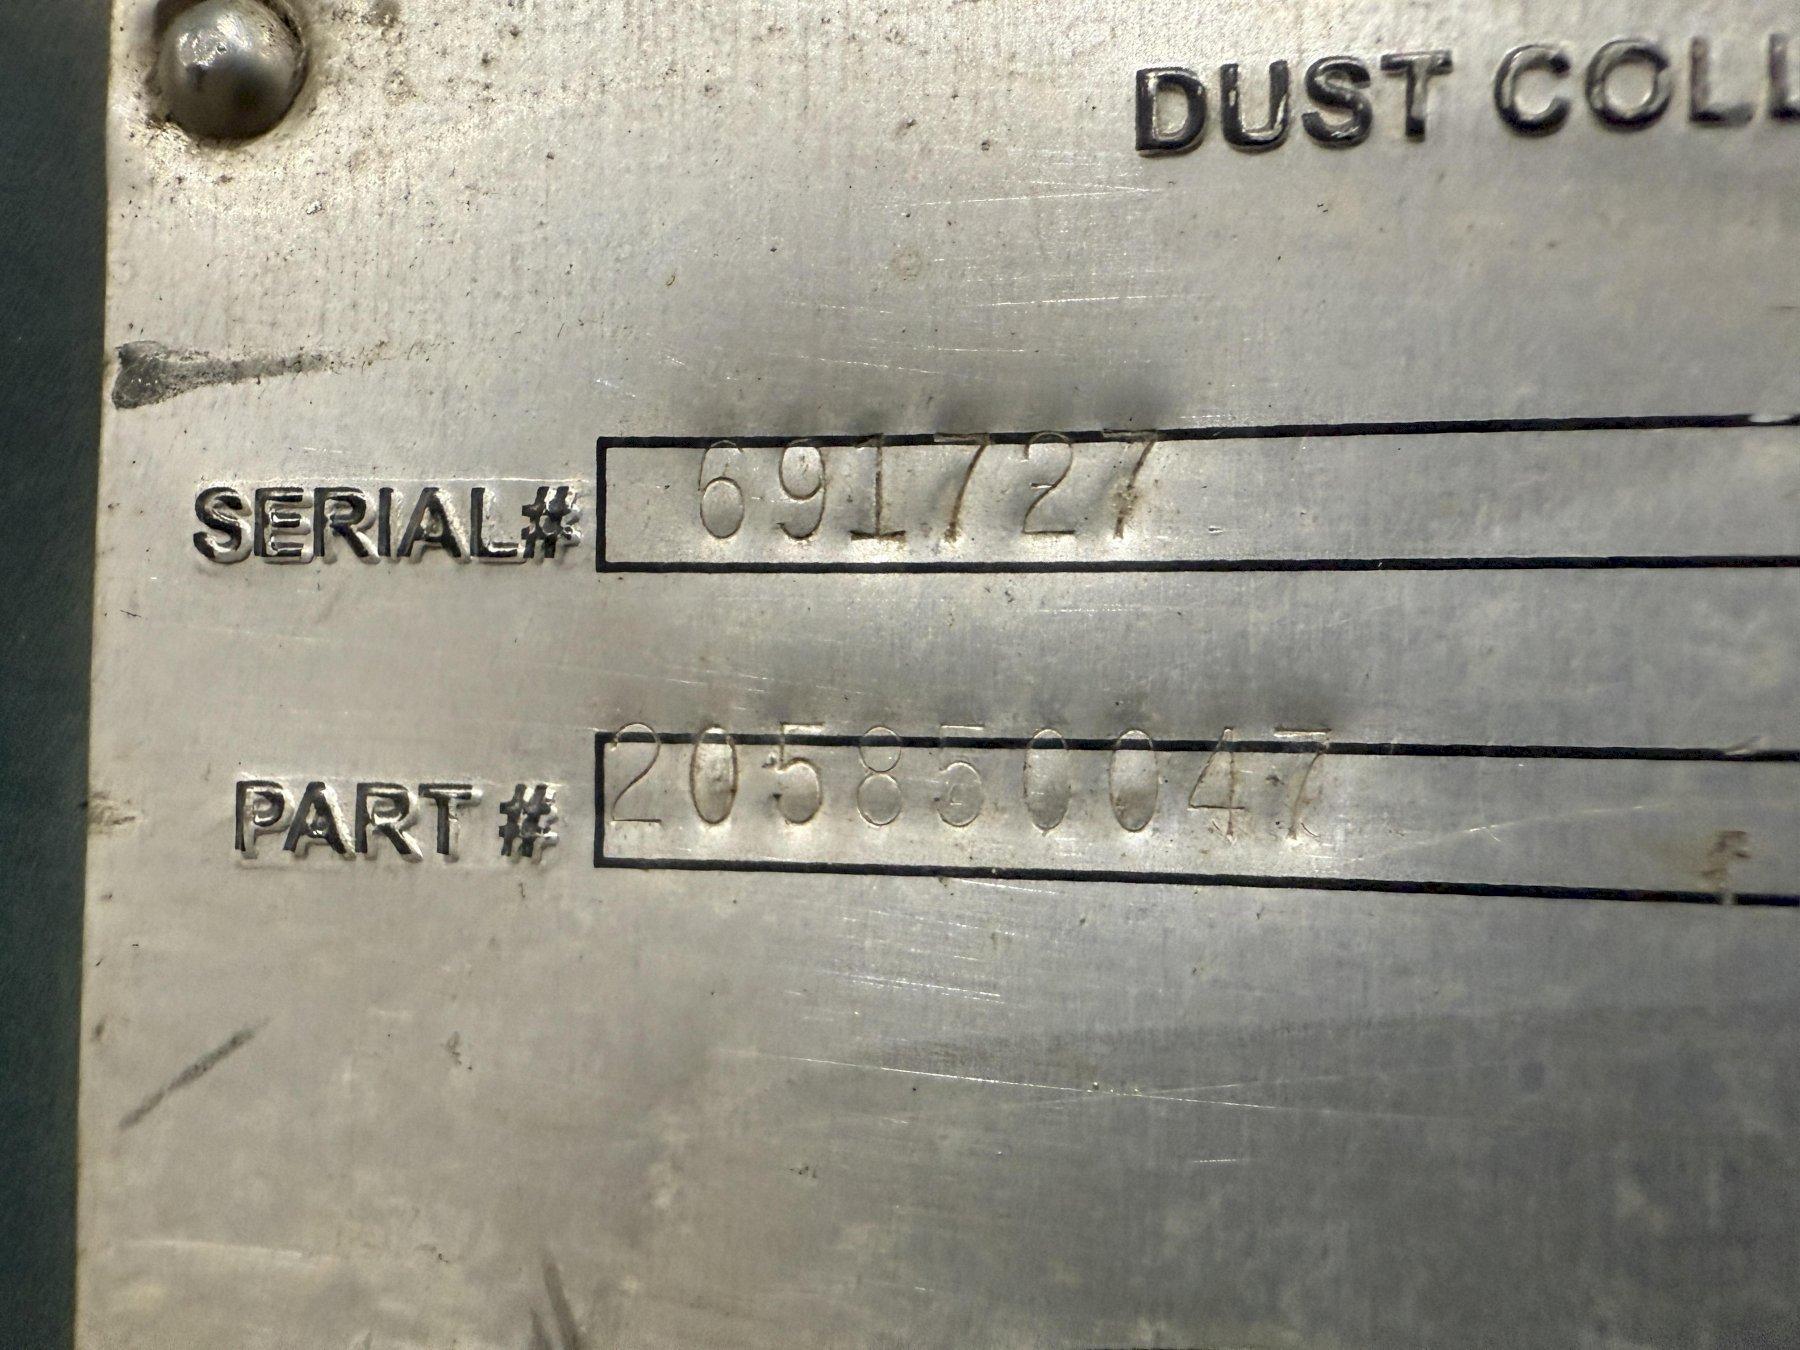 DUST COLL
SERIAL# 691727
PART # 205850047